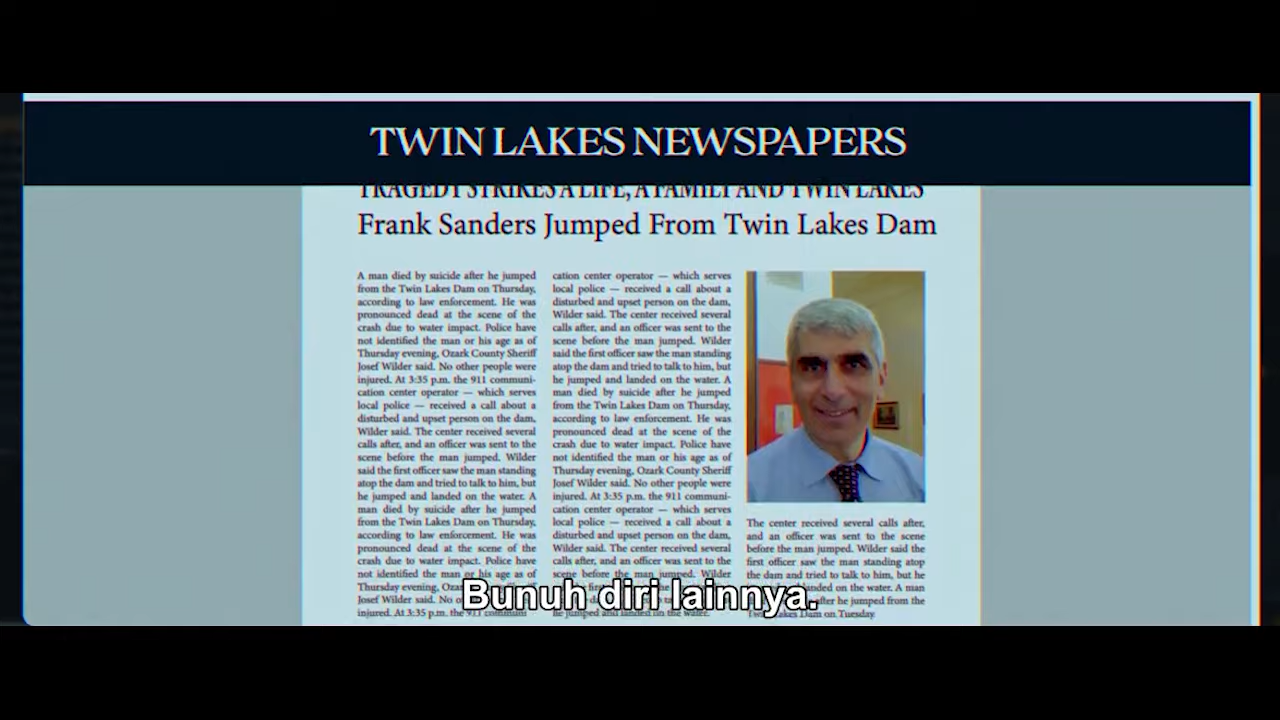 TWIN LAKES NEWSPAPERS
TRAGEDY STRIKES A LIFE, A FAMILY AND TWIN LAKES
Frank Sanders Jumped From Twin Lakes Dam
A man died by suicide after he jumped
from the Twin Lakes Dam on Thursday,
according to law enforcement. He was
pronounced dead at the scene of the
crash due to water impact. Police have
not identified the man or his age as of
Thursday evening, Ozark County Sheriff
Josef Wilder said. No other people were
injured. At 3:35 p.m. the 911 communi-
cation center operator — which serves
local police — received a call about a
disturbed and upset person on the dam,
Wilder said. The center received several
calls after, and an officer was sent to the
scene before the man jumped. Wilder
said the first officer saw the man standing
atop the dam and tried to talk to him, but
he jumped and landed on the water. A
man died by suicide after he jumped
from the Twin Lakes Dam on Thursday,
according to law enforcement. He was
pronounced dead at the scene of the
crash due to water impact. Police have
not identified the man or his age as of
Thursday evening,
Josef Wilder said. No
injured. At 3:35 p.m. the 911 communi-
cation center operator — which serves
local police — received a call about a
disturbed and upset person on the dam,
Wilder said. The center received several
calls after, and an officer was sent to the
scene before the man jumped. Wilder
said the first officer saw the man standing
atop the dam and tried to talk to him, but
he jumped and landed on the water. A
man died by suicide after he jumped
from the Twin Lakes Dam on Thursday,
according to law enforcement. He was
pronounced dead at the scene of the
crash due to water impact. Police have
not identified the man or his age as of
Thursday evening, Ozark County Sheriff
Josef Wilder said. No other people were
injured. At 3:35 p.m. the 911 communi-
cation center operator — which serves
local police — received a call about a
disturbed and upset person on the dam,
Wilder said. The center received several
calls after, and an officer was sent to the
scene before the man jumped. Wilder
he jumped and landed on the water.
The center received several calls after,
and an officer was sent to the scene
before the man jumped. Wilder said the
first officer saw the man standing atop
the dam and tried to talk to him, but he
landed on the water. A man
after he jumped from the
Twin Lakes Dam on Tuesday.
Bunuh diri lainnya.